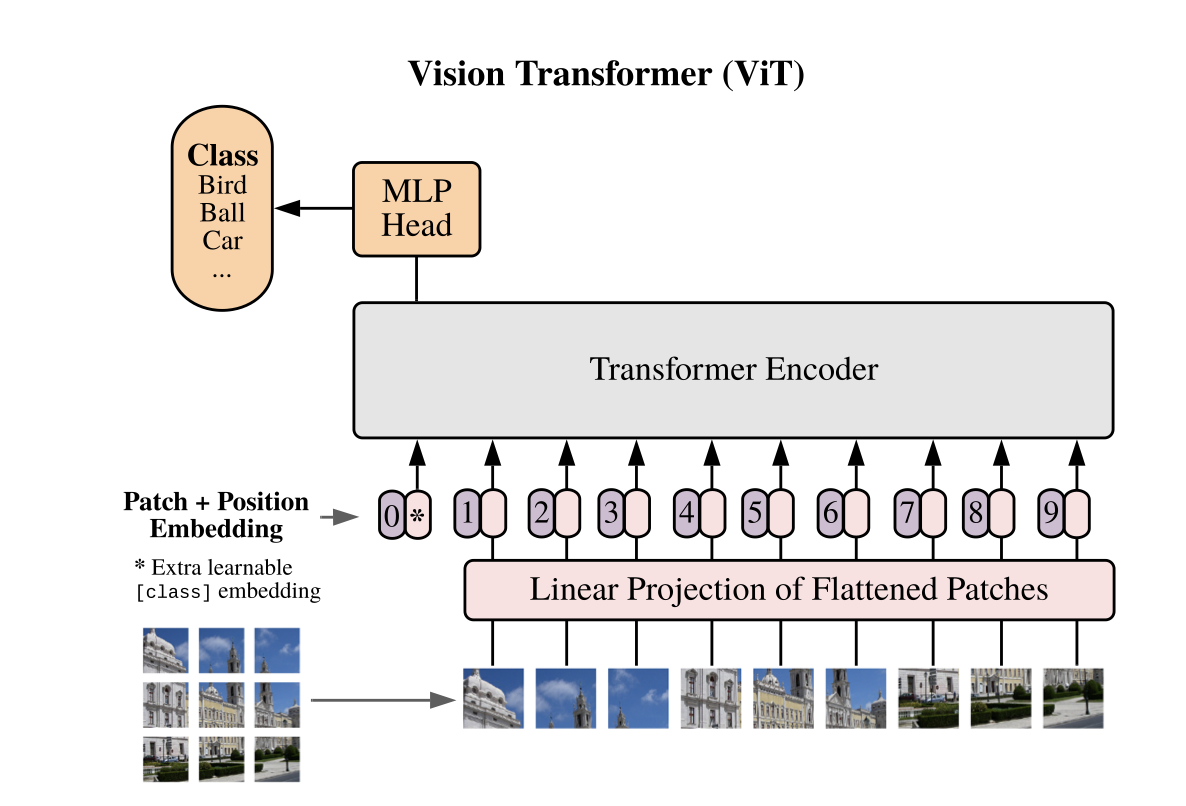 Vision Transformer (ViT)
Class
Bird
Ball
Car
...
MLP
Head
Transformer Encoder
Patch + Position
Embedding
0 * 1 2 3 4 5 6 7 8 9
* Extra learnable
[class] embedding
Linear Projection of Flattened Patches